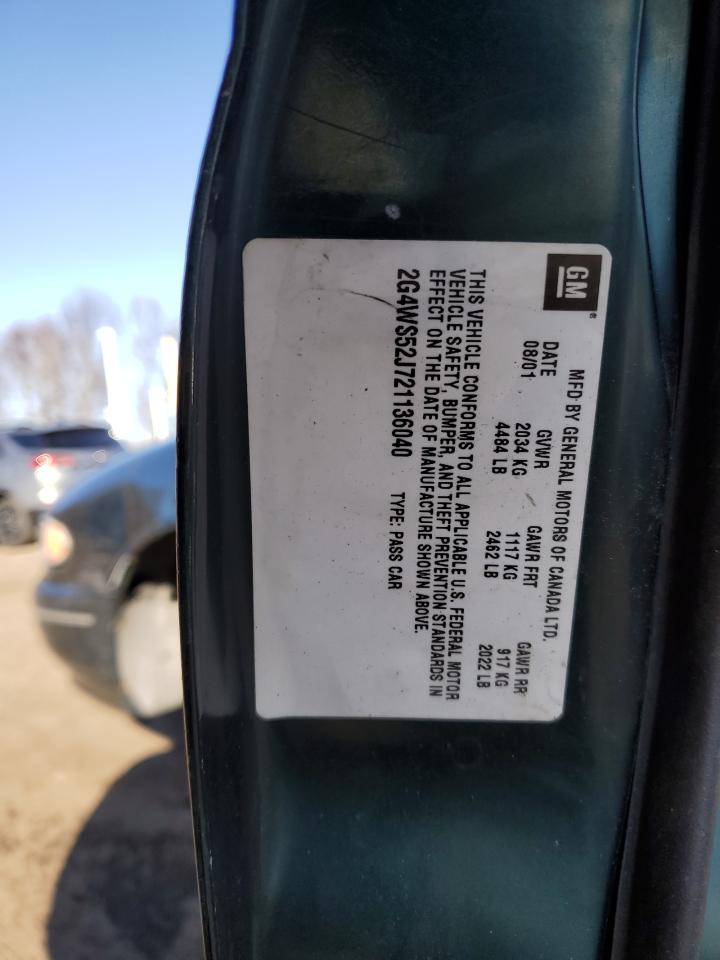 GM
MFD BY GENERAL MOTORS OF CANADA LTD.
DATE GVWR GAWR FRT GAWR RR
08/01 2034 KG 1117 KG 917 KG
4484 LB 2462 LB 2022 LB
THIS VEHICLE CONFORMS TO ALL APPLICABLE U.S. FEDERAL MOTOR
VEHICLE SAFETY, BUMPER, AND THEFT PREVENTION STANDARDS IN
EFFECT ON THE DATE OF MANUFACTURE SHOWN ABOVE.
2G4WS52J721136040 TYPE: PASS CAR